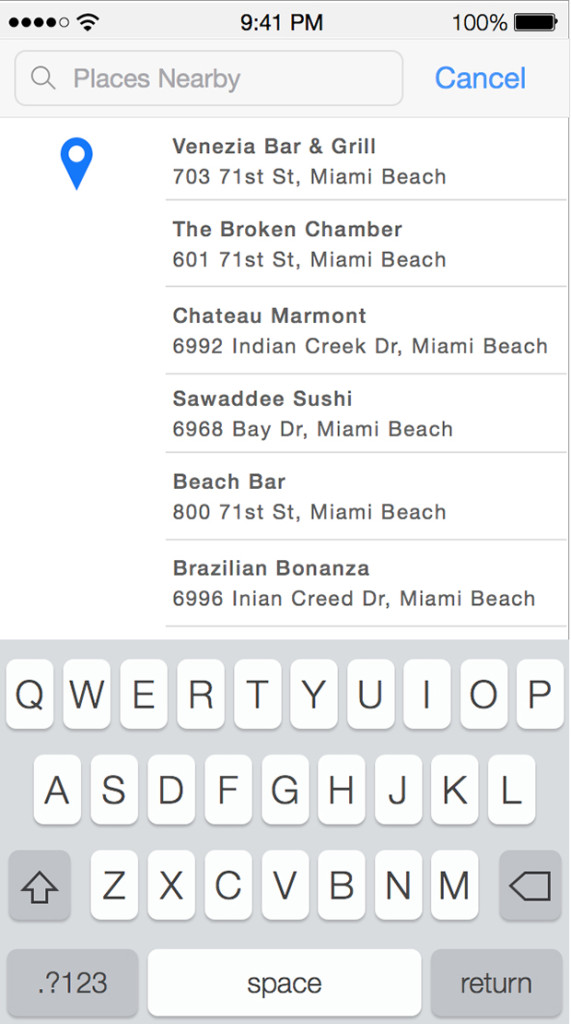 9:41 PM 100%
Places Nearby Cancel
Venezia Bar & Grill
703 71st St, Miami Beach
The Broken Chamber
601 71st St, Miami Beach
Chateau Marmont
6992 Indian Creek Dr, Miami Beach
Sawaddee Sushi
6968 Bay Dr, Miami Beach
Beach Bar
800 71st St, Miami Beach
Brazilian Bonanza
6996 Inian Creed Dr, Miami Beach
Q W E R T Y U I O P
A S D F G H J K L
Z X C V B N M
.?123 space return